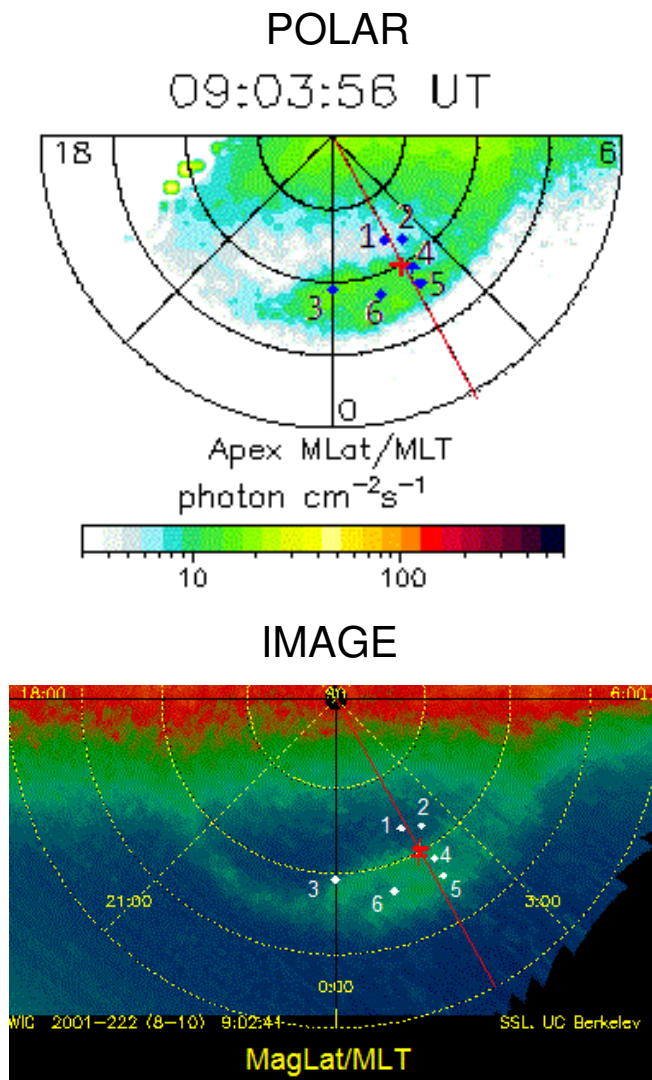 POLAR
09:03:56 UT
18 6
2
1
4
5
3 6
0
Apex MLat/MLT
photon cm⁻²s⁻¹
10 100
IMAGE
18:00 80 6:00
2
1
4
3 5
6
21:00 3:00
0:00
WIC 2001-222 (8-10) 9:02:41 SSL. UC Berkeley
MagLat/MLT